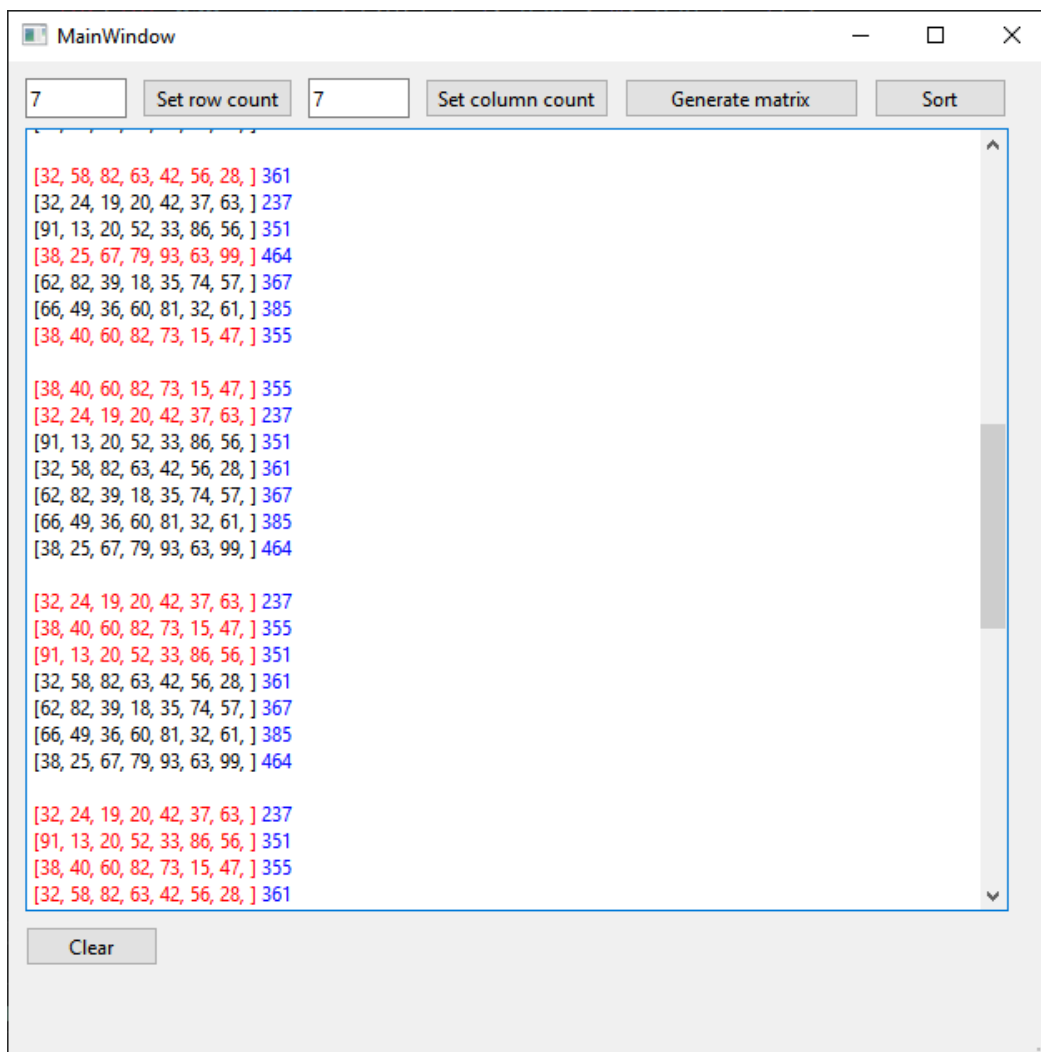 MainWindow
7 Set row count 7 Set column count Generate matrix Sort
[32, 58, 82, 63, 42, 56, 28, ] 361
[32, 24, 19, 20, 42, 37, 63, ] 237
[91, 13, 20, 52, 33, 86, 56, ] 351
[38, 25, 67, 79, 93, 63, 99, ] 464
[62, 82, 39, 18, 35, 74, 57, ] 367
[66, 49, 36, 60, 81, 32, 61, ] 385
[38, 40, 60, 82, 73, 15, 47, ] 355
[38, 40, 60, 82, 73, 15, 47, ] 355
[32, 24, 19, 20, 42, 37, 63, ] 237
[91, 13, 20, 52, 33, 86, 56, ] 351
[32, 58, 82, 63, 42, 56, 28, ] 361
[62, 82, 39, 18, 35, 74, 57, ] 367
[66, 49, 36, 60, 81, 32, 61, ] 385
[38, 25, 67, 79, 93, 63, 99, ] 464
[32, 24, 19, 20, 42, 37, 63, ] 237
[38, 40, 60, 82, 73, 15, 47, ] 355
[91, 13, 20, 52, 33, 86, 56, ] 351
[32, 58, 82, 63, 42, 56, 28, ] 361
[62, 82, 39, 18, 35, 74, 57, ] 367
[66, 49, 36, 60, 81, 32, 61, ] 385
[38, 25, 67, 79, 93, 63, 99, ] 464
[32, 24, 19, 20, 42, 37, 63, ] 237
[91, 13, 20, 52, 33, 86, 56, ] 351
[38, 40, 60, 82, 73, 15, 47, ] 355
[32, 58, 82, 63, 42, 56, 28, ] 361
Clear